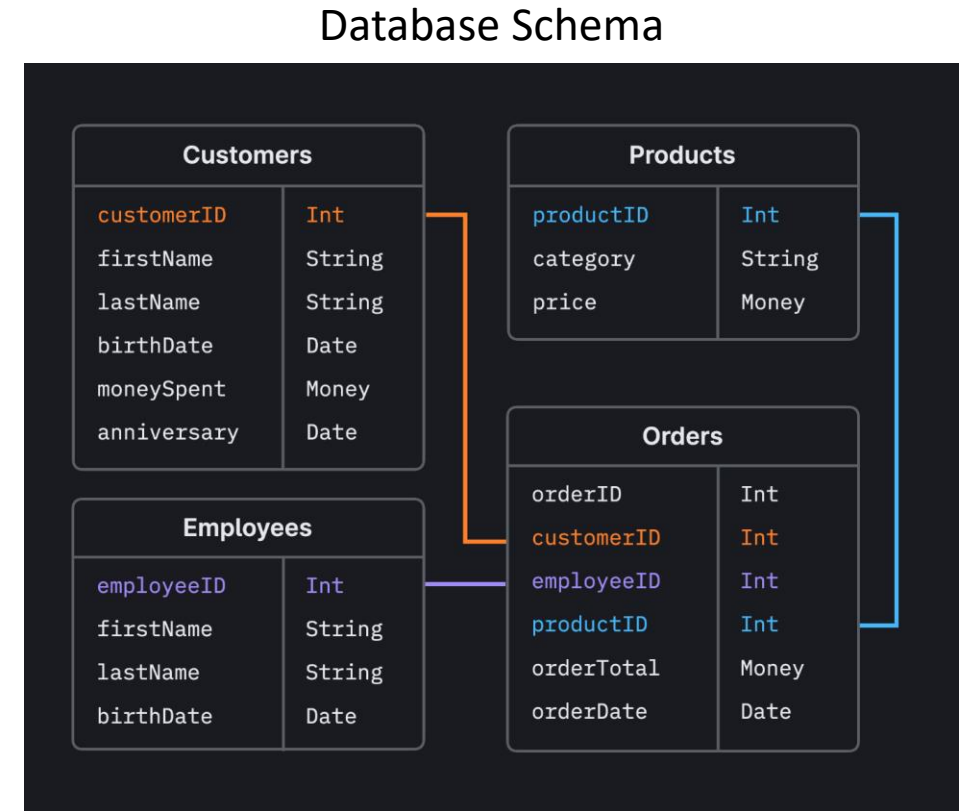 Database Schema
Customers
customerID Int
firstName String
lastName String
birthDate Date
moneySpent Money
anniversary Date
Products
productID Int
category String
price Money
Employees
employeeID Int
firstName String
lastName String
birthDate Date
Orders
orderID Int
customerID Int
employeeID Int
productID Int
orderTotal Money
orderDate Date